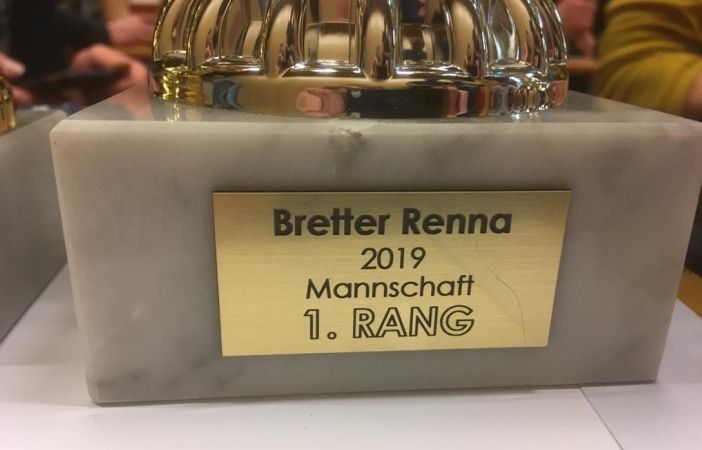 Bretter Renna
2019
Mannschaft
1. RANG